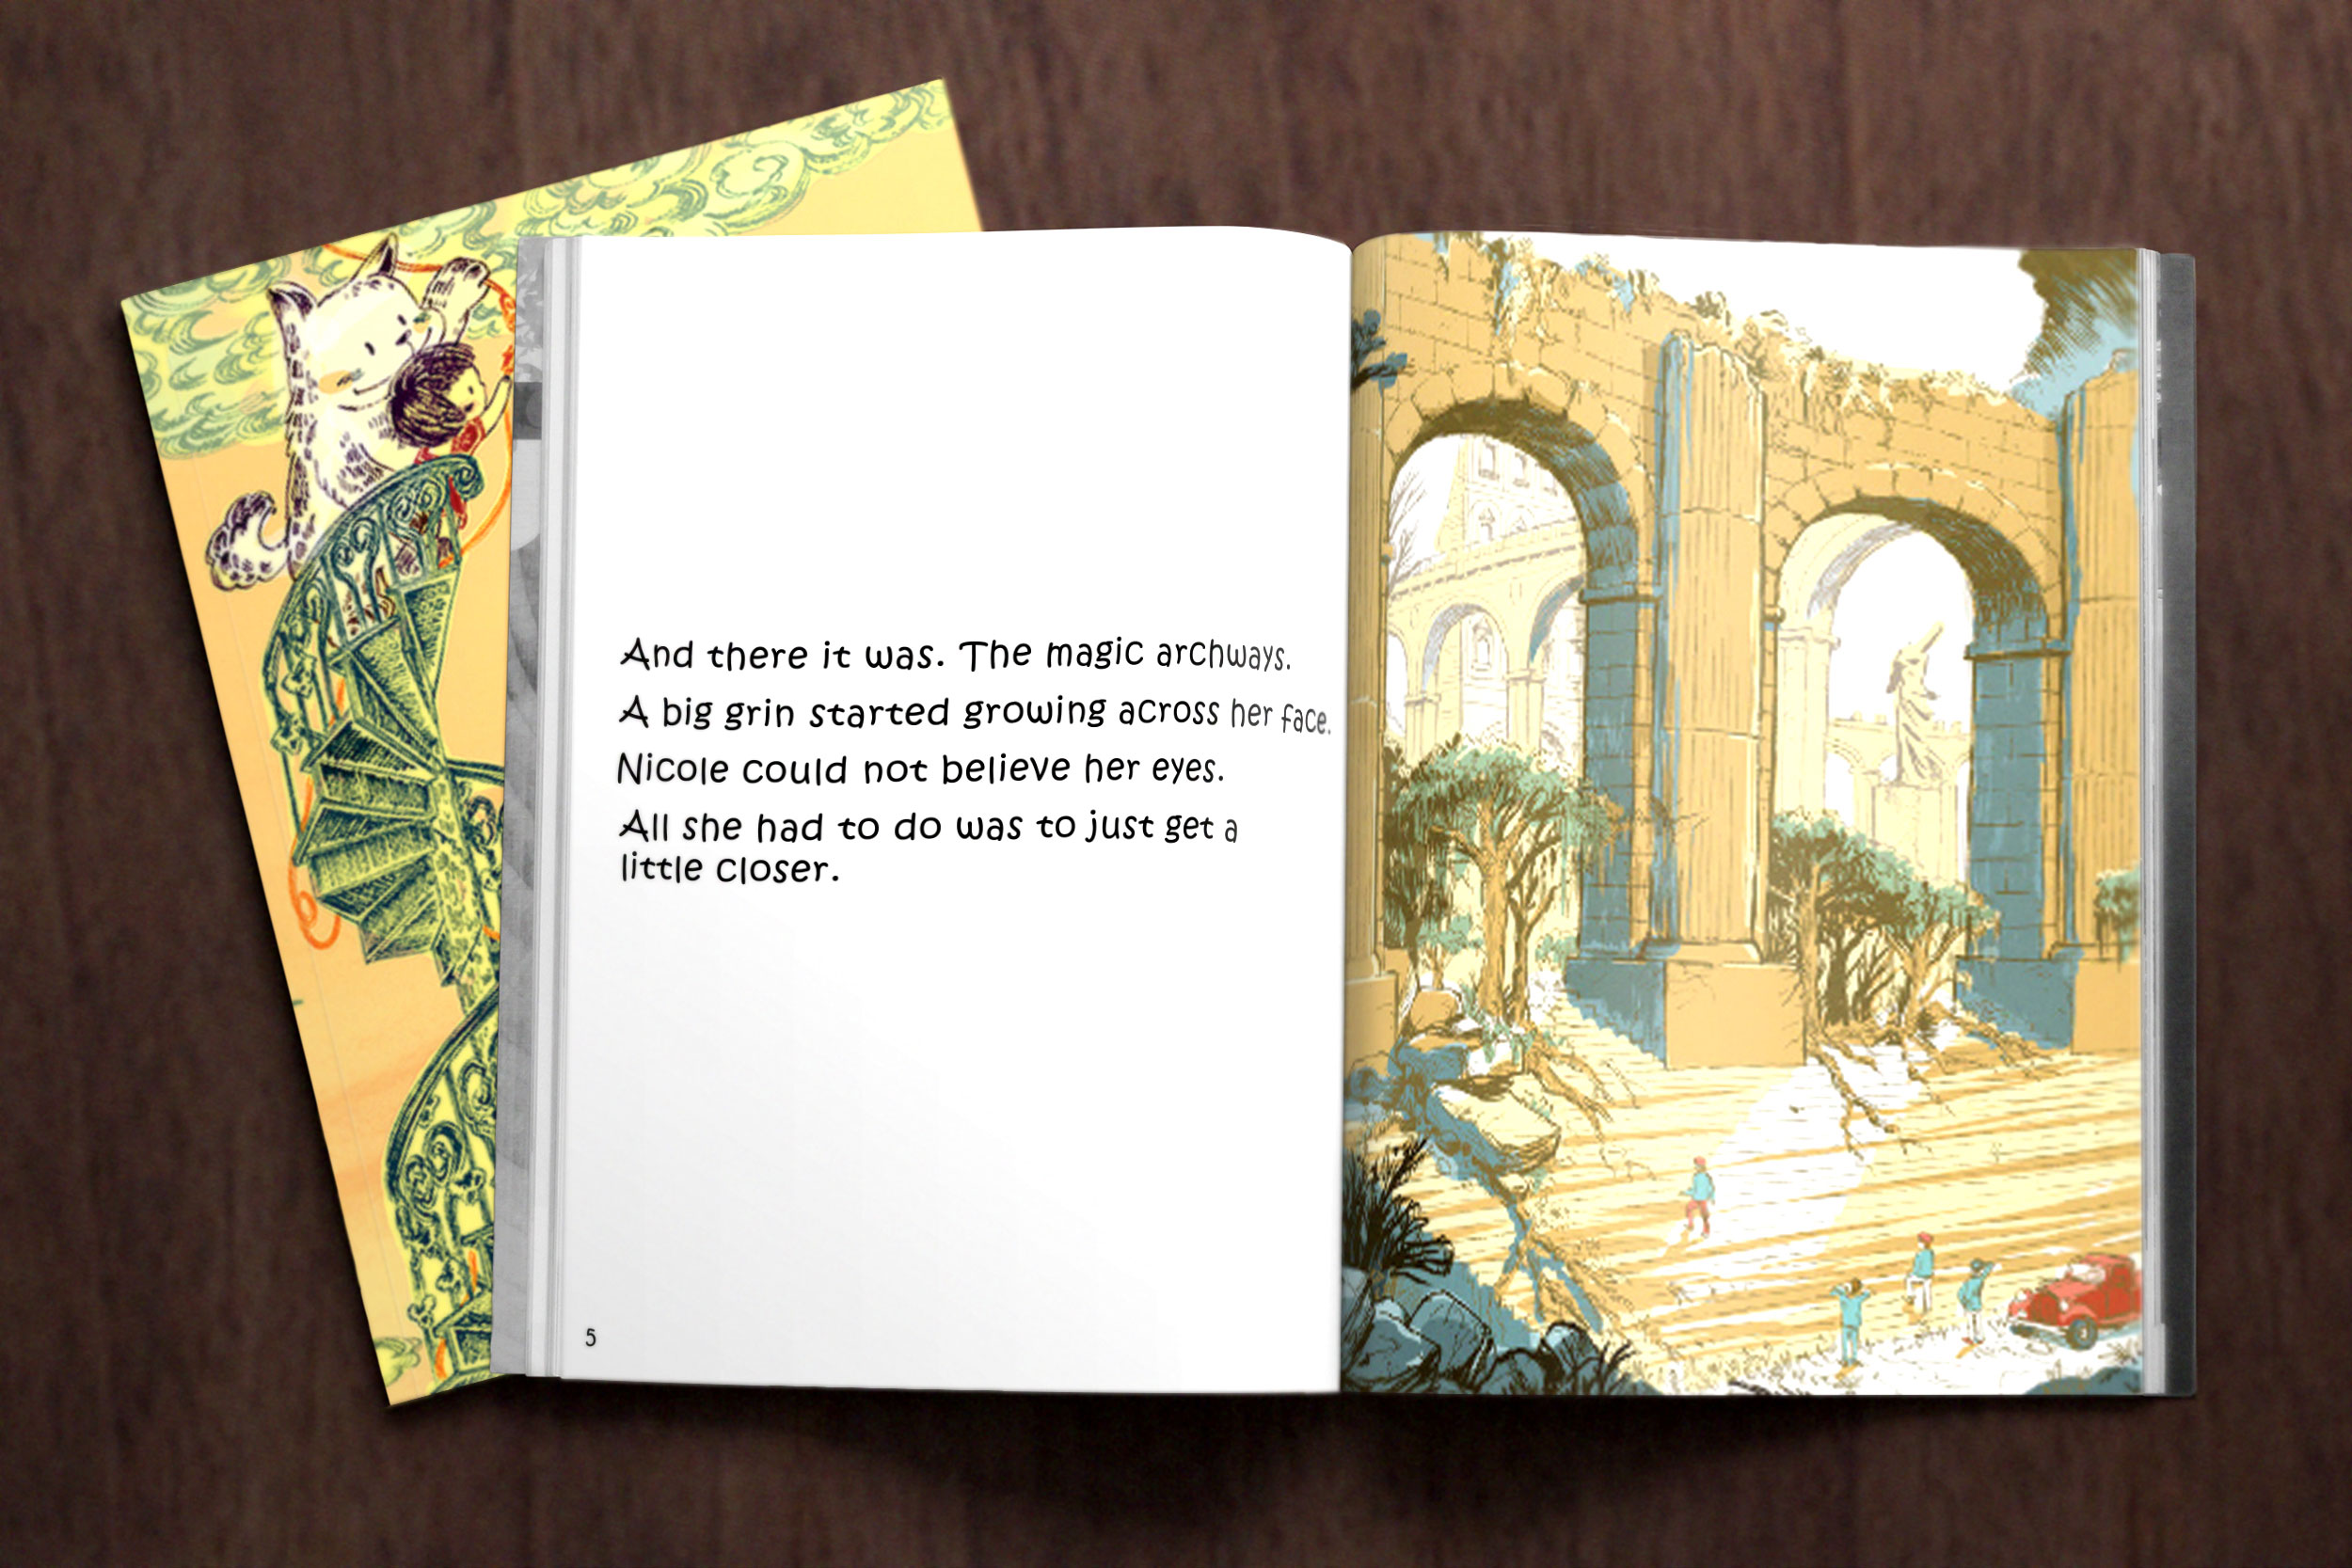 And there it was. The magic archways.
A big grin started growing across her face.
Nicole could not believe her eyes.
All she had to do was to just get a
little closer.
5